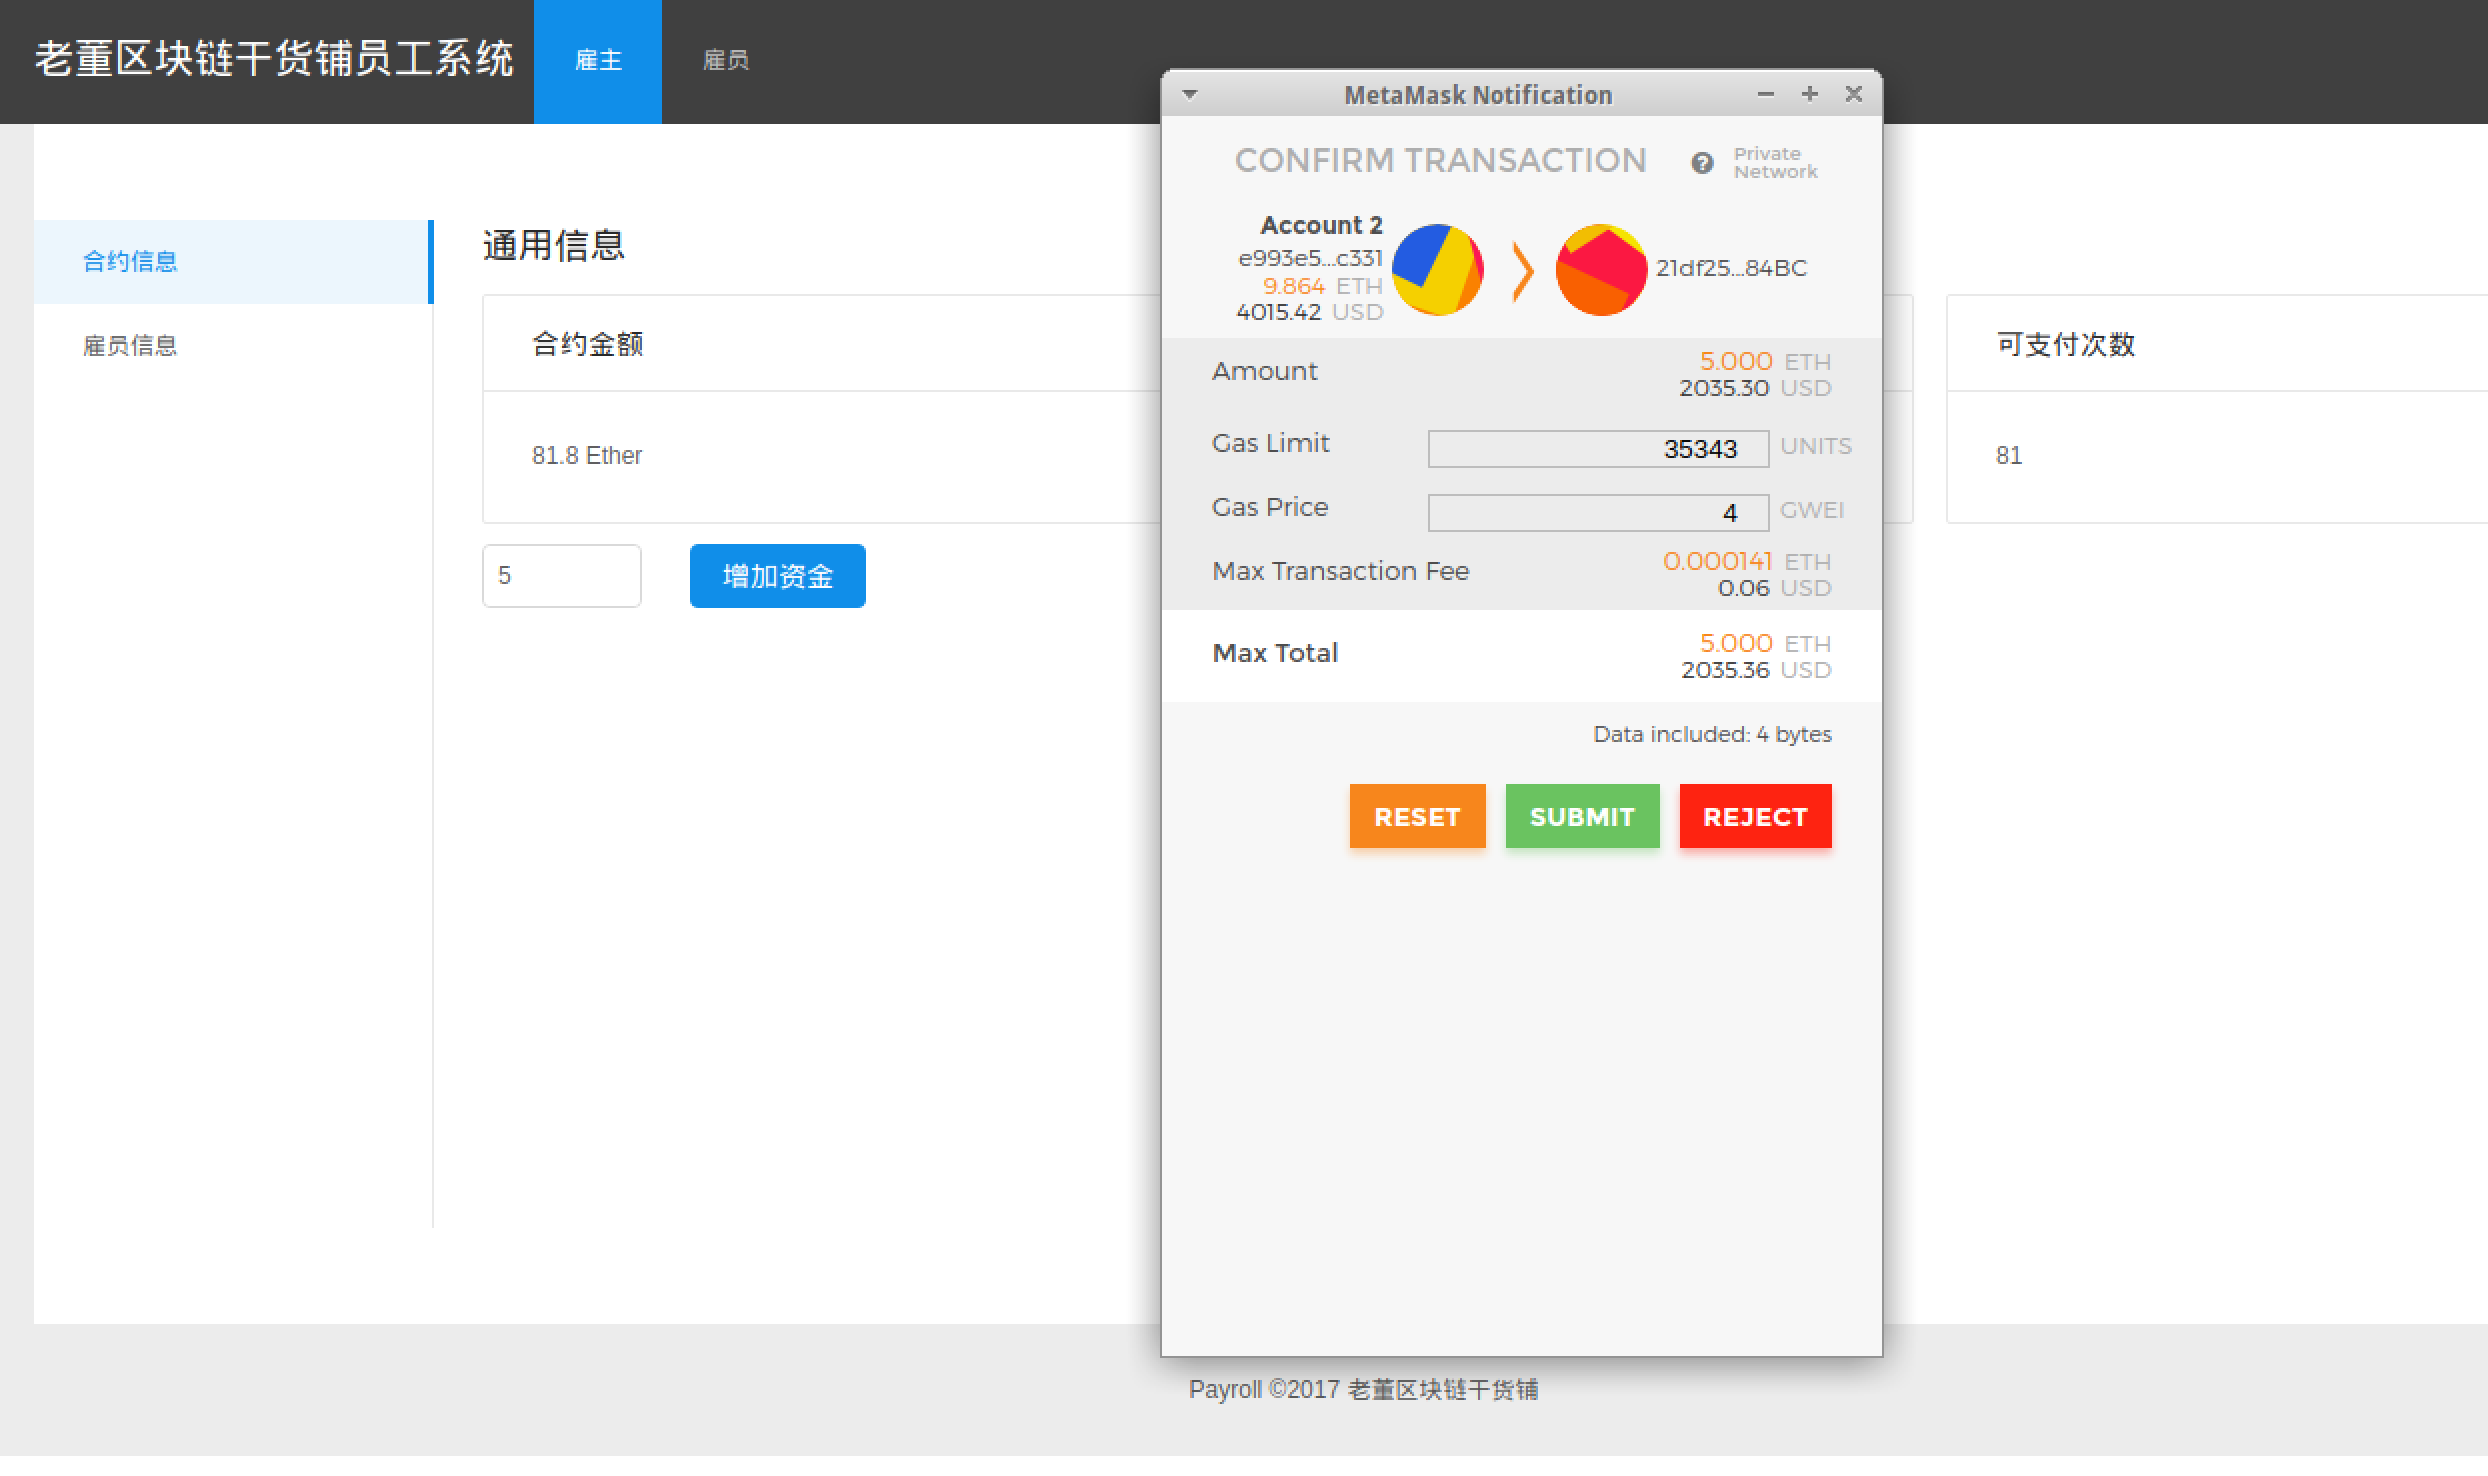 老董区块链干货铺员工系统
雇主
雇员
合约信息
雇员信息
通用信息
合约金额
81.8 Ether
可支付次数
81
5
增加资金
MetaMask Notification
CONFIRM TRANSACTION
Private
Network
Account 2
e993e5...c331
9.864 ETH
4015.42 USD
21df25...84BC
Amount
5.000 ETH
2035.30 USD
Gas Limit
35343 UNITS
Gas Price
4 GWEI
Max Transaction Fee
0.000141 ETH
0.06 USD
Max Total
5.000 ETH
2035.36 USD
Data included: 4 bytes
RESET
SUBMIT
REJECT
Payroll ©2017 老董区块链干货铺